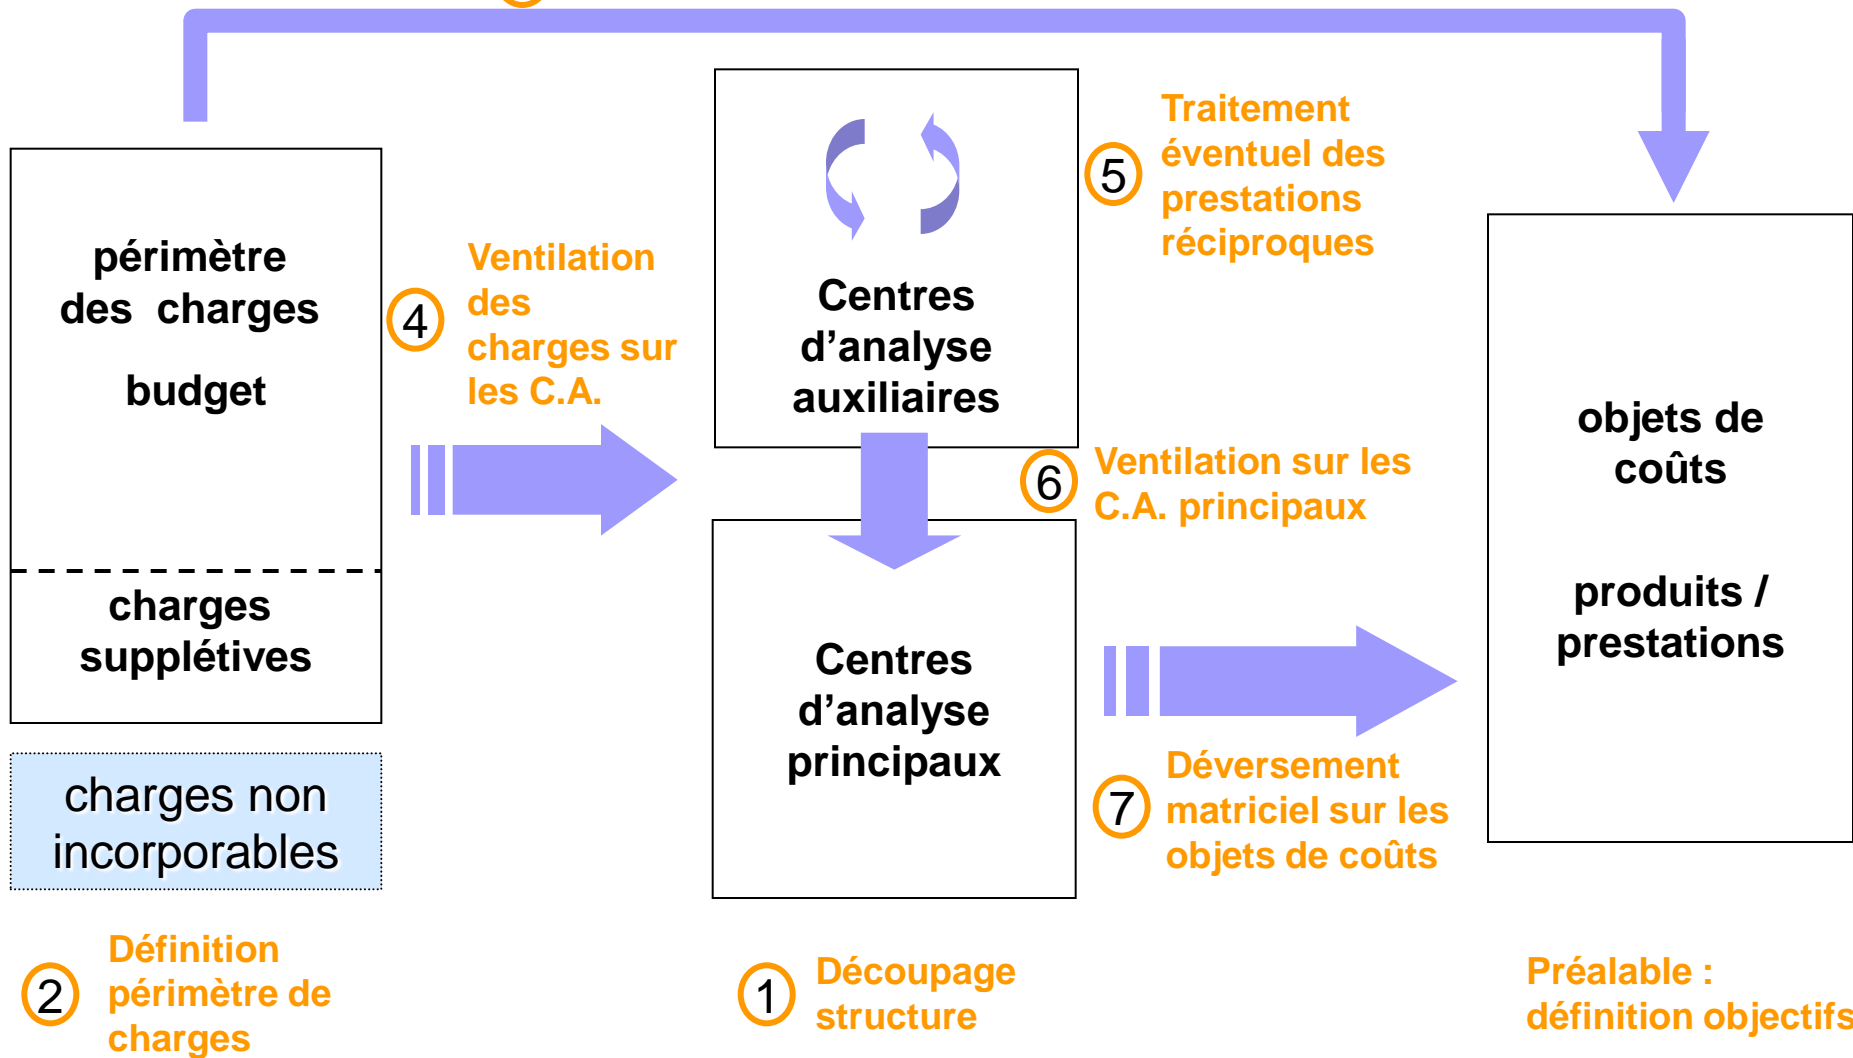 périmètre
des charges
budget
charges
supplétives
charges non
incorporables
2
Définition
périmètre de
charges
4
Ventilation
des
charges sur
les C.A.
Centres
d’analyse
auxiliaires
5
Traitement
éventuel des
prestations
réciproques
6
Ventilation sur les
C.A. principaux
Centres
d’analyse
principaux
7
Déversement
matriciel sur les
objets de coûts
1
Découpage
structure
objets de
coûts
produits /
prestations
Préalable :
définition objectifs